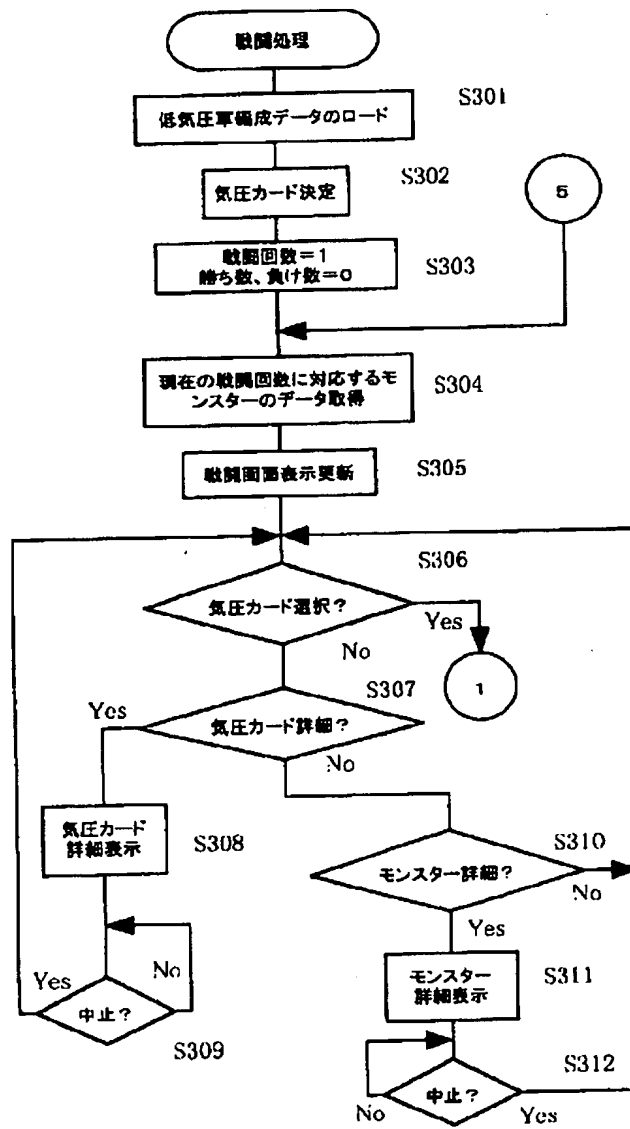 戦闘処理
S301
低気圧軍編成データのロード
S302
気圧カード決定
5
戦闘回数=1
勝ち数、負け数=0
S303
現在の戦闘回数に対応するモ
ンスターのデータ取得
S304
戦闘画面表示更新
S305
S306
気圧カード選択?
Yes
No
1
S307
気圧カード詳細?
Yes
No
気圧カード
詳細表示
S308
S310
モンスター詳細?
No
Yes
モンスター
詳細表示
S311
Yes
No
中止?
S309
S312
中止?
No
Yes